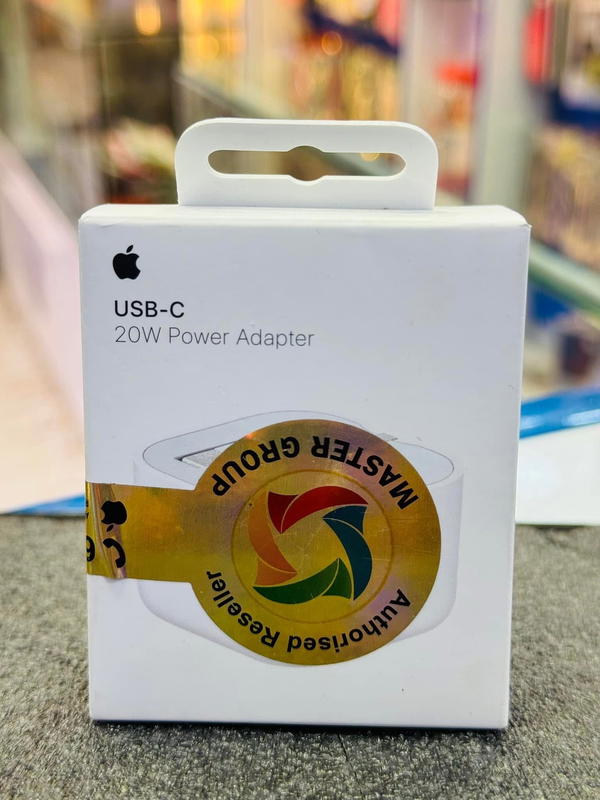 USB-C
20W Power Adapter
MASTER GROUP
Authorised Reseller